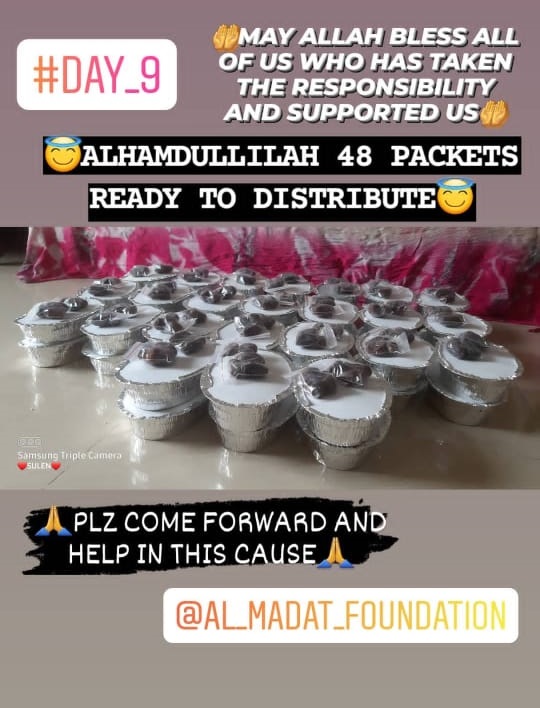 #DAY_9
🤲MAY ALLAH BLESS ALL
OF US WHO HAS TAKEN
THE RESPONSIBILITY
AND SUPPORTED US🤲
😇ALHAMDULLILAH 48 PACKETS
READY TO DISTRIBUTE😇
Samsung Triple Camera
❤SULEN❤
🙏PLZ COME FORWARD AND
HELP IN THIS CAUSE🙏
@AL_MADAT_FOUNDATION